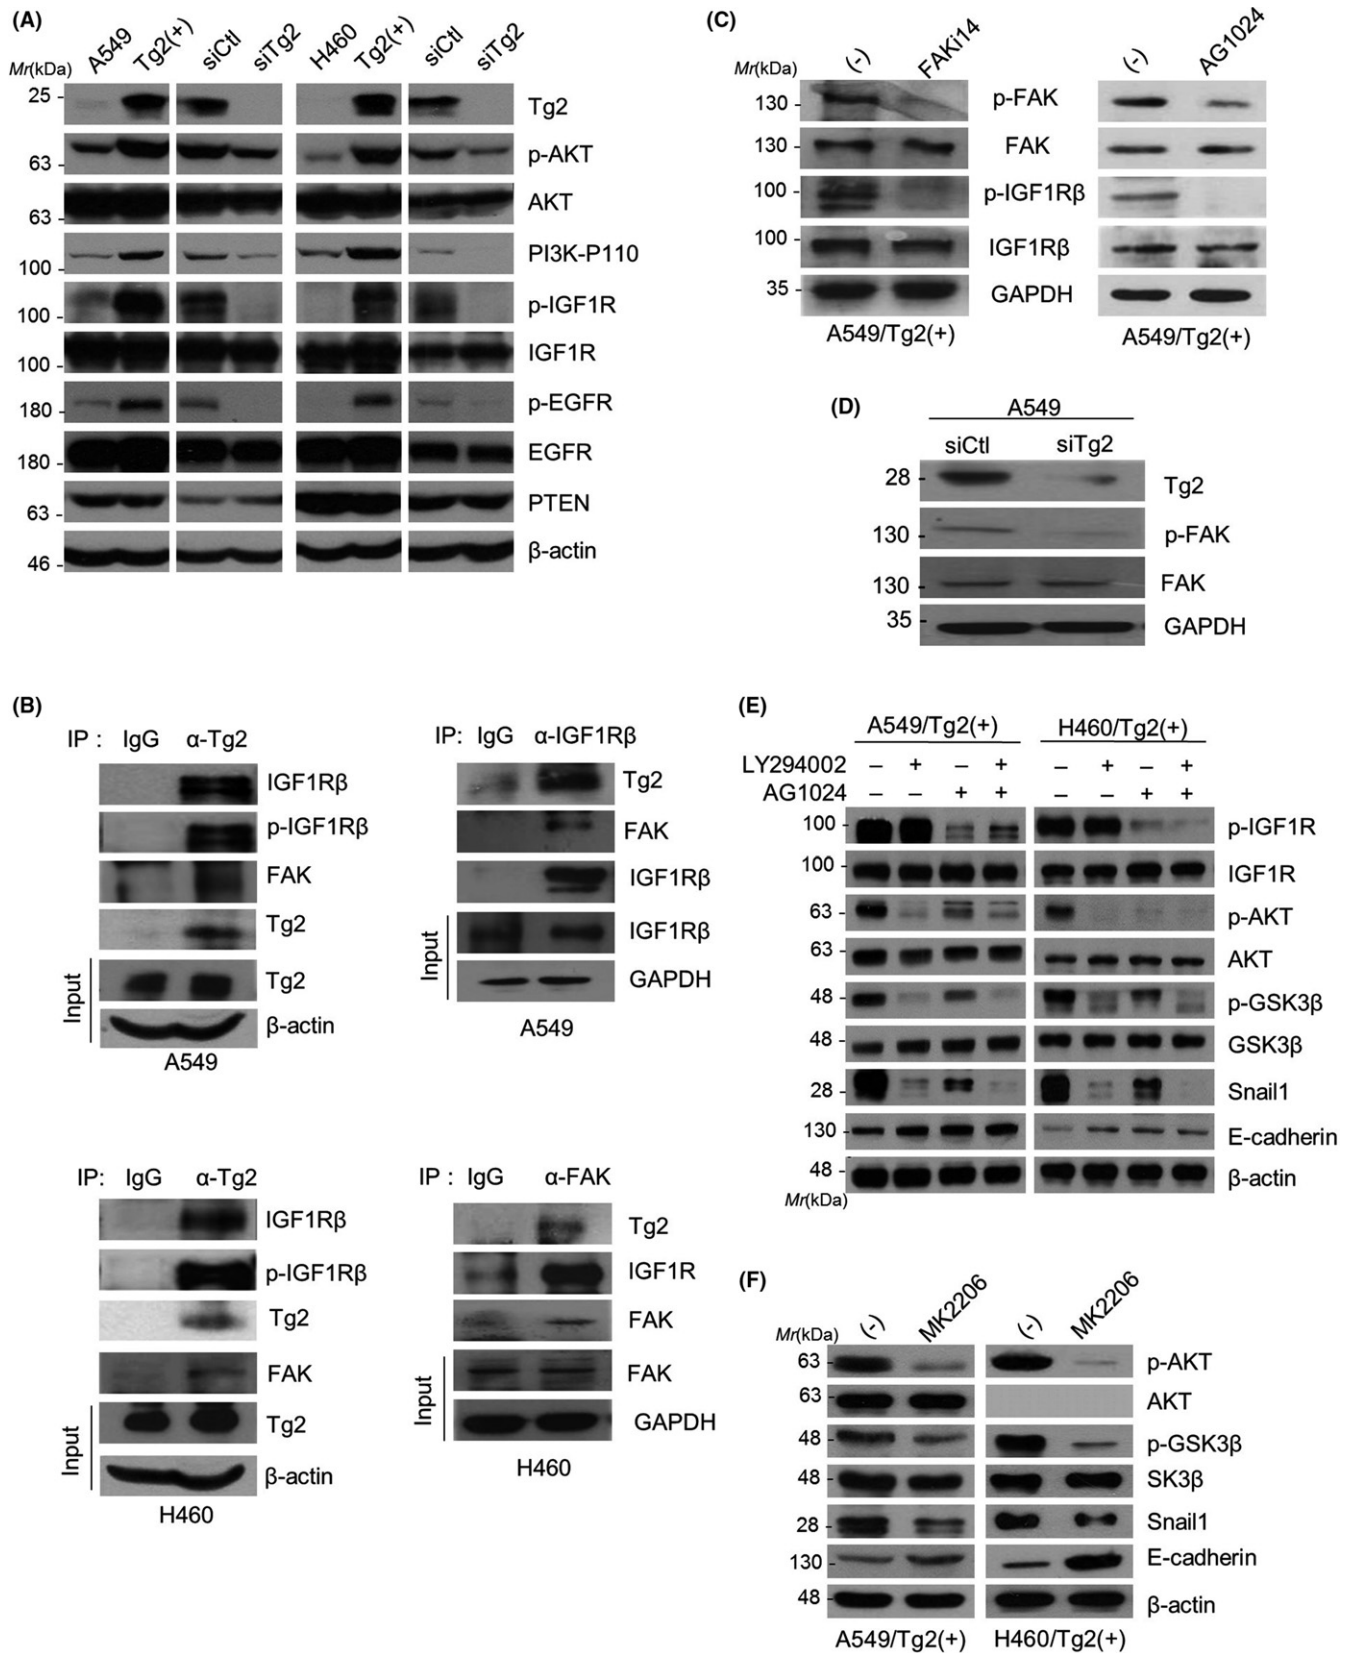 (A)
A549 Tg2(+) siCtl siTg2 H460 Tg2(+) siCtl siTg2
Mr(kDa)
25 - Tg2
63 - p-AKT
63 - AKT
100 - PI3K-P110
100 - p-IGF1R
100 - IGF1R
180 - p-EGFR
180 - EGFR
63 - PTEN
46 - β-actin
(B)
IP : IgG α-Tg2
IGF1Rβ
p-IGF1Rβ
FAK
Tg2
Input
Tg2
β-actin
A549
IP: IgG α-IGF1Rβ
Tg2
FAK
IGF1Rβ
Input
IGF1Rβ
GAPDH
A549
IP: IgG α-Tg2
IGF1Rβ
p-IGF1Rβ
Tg2
FAK
Input
Tg2
β-actin
H460
IP : IgG α-FAK
Tg2
IGF1R
FAK
Input
FAK
GAPDH
H460
(C)
(-) FAKi14 (-) AG1024
Mr(kDa)
130 - p-FAK
130 - FAK
100 - p-IGF1Rβ
100 - IGF1Rβ
35 - GAPDH
A549/Tg2(+) A549/Tg2(+)
(D)
A549
siCtl siTg2
28 - Tg2
130 - p-FAK
130 - FAK
35 - GAPDH
(E)
A549/Tg2(+) H460/Tg2(+)
LY294002 – + – + – + – +
AG1024 – – + + – – + +
100 - p-IGF1R
100 - IGF1R
63 - p-AKT
63 - AKT
48 - p-GSK3β
48 - GSK3β
28 - Snail1
130 - E-cadherin
48 - β-actin
Mr(kDa)
(F)
(-) MK2206 (-) MK2206
Mr(kDa)
63 - p-AKT
63 - AKT
48 - p-GSK3β
48 - SK3β
28 - Snail1
130 - E-cadherin
48 - β-actin
A549/Tg2(+) H460/Tg2(+)